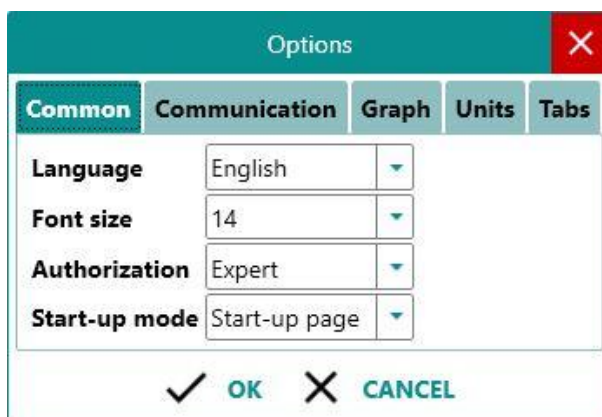 Options
Common Communication Graph Units Tabs
Language English
Font size 14
Authorization Expert
Start-up mode Start-up page
OK CANCEL